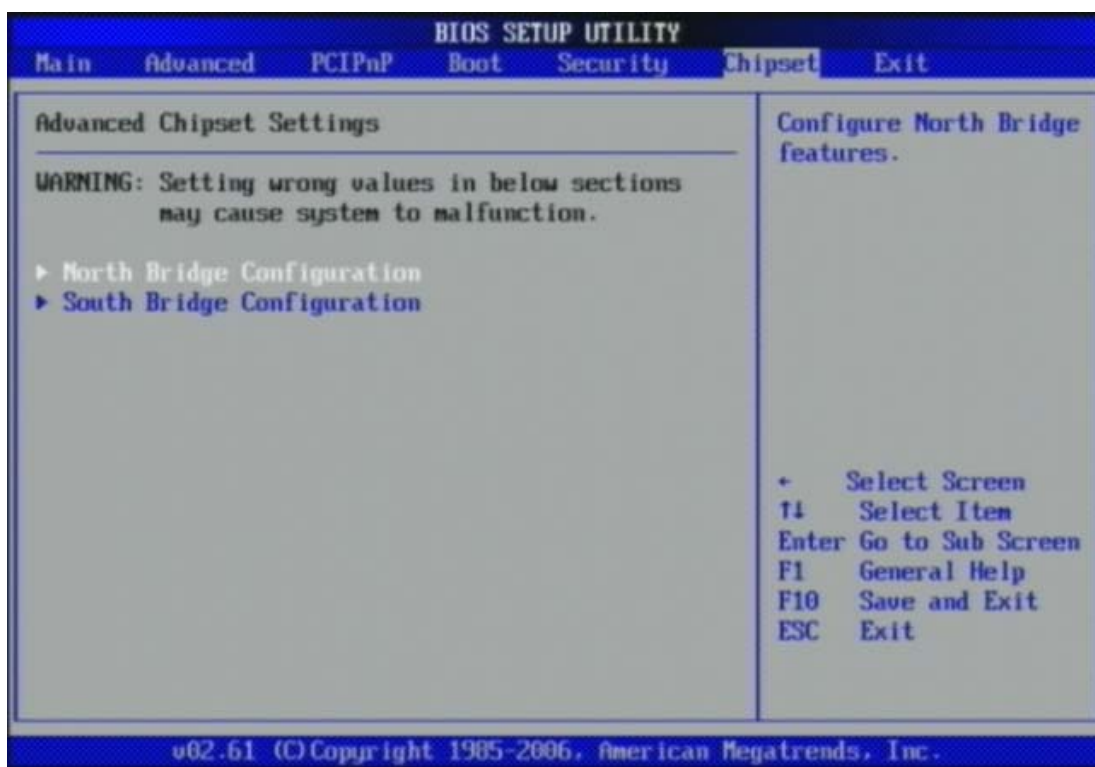 BIOS SETUP UTILITY
Main Advanced PCIPnP Boot Security Chipset Exit
Advanced Chipset Settings
WARNING: Setting wrong values in below sections
may cause system to malfunction.
▶ North Bridge Configuration
▶ South Bridge Configuration
Configure North Bridge
features.
← Select Screen
↑↓ Select Item
Enter Go to Sub Screen
F1 General Help
F10 Save and Exit
ESC Exit
v02.61 (C)Copyright 1985-2006, American Megatrends, Inc.